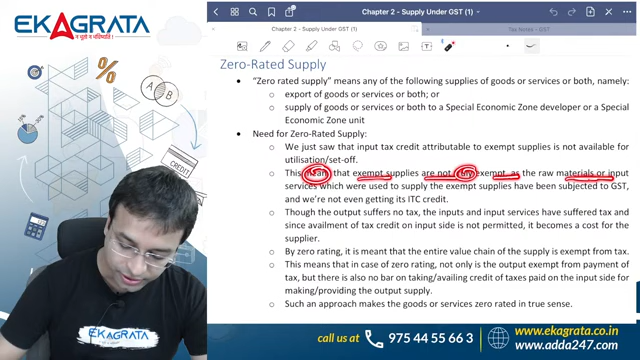 EKAGRATA
Chapter 2 - Supply Under GST (1)
Chapter 2 - Supply Under GST (1)
Tax Notes - GST
Zero-Rated Supply
• “Zero rated supply” means any of the following supplies of goods or services or both, namely:
o export of goods or services or both; or
o supply of goods or services or both to a Special Economic Zone developer or a Special
Economic Zone unit
• Need for Zero-Rated Supply:
o We just saw that input tax credit attributable to exempt supplies is not available for
utilisation/set-off.
o This means that exempt supplies are not exempt, as the raw materials or input
services which were used to supply the exempt supplies have been subjected to GST,
and we’re not even getting its ITC credit.
o Though the output suffers no tax, the inputs and input services have suffered tax and
since availment of tax credit on input side is not permitted, it becomes a cost for the
supplier.
o By zero rating, it is meant that the entire value chain of the supply is exempt from tax.
o This means that in case of zero rating, not only is the output exempt from payment of
tax, but there is also no bar on taking/availing credit of taxes paid on the input side for
making/providing the output supply.
o Such an approach makes the goods or services zero rated in true sense.
%
A
B
CREDIT
EKAGRATA
call us at
975 44 55 66 3
www.ekagrata.co.in
www.adda247.com